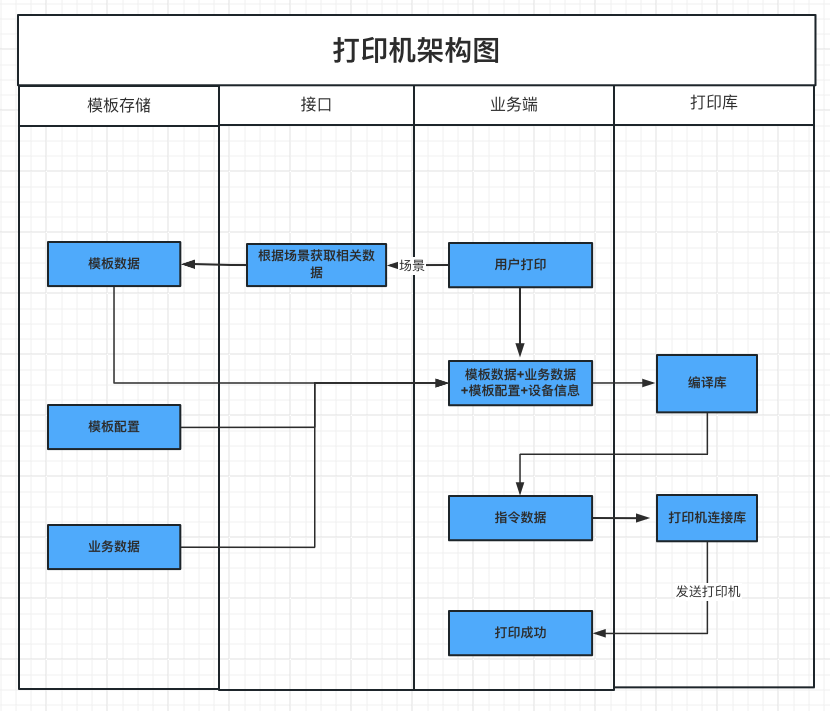 打印机架构图
模板存储
接口
业务端
打印库
模板数据
根据场景获取相关数
据
场景
用户打印
模板数据+业务数据
+模板配置+设备信息
编译库
模板配置
指令数据
打印机连接库
业务数据
发送打印机
打印成功